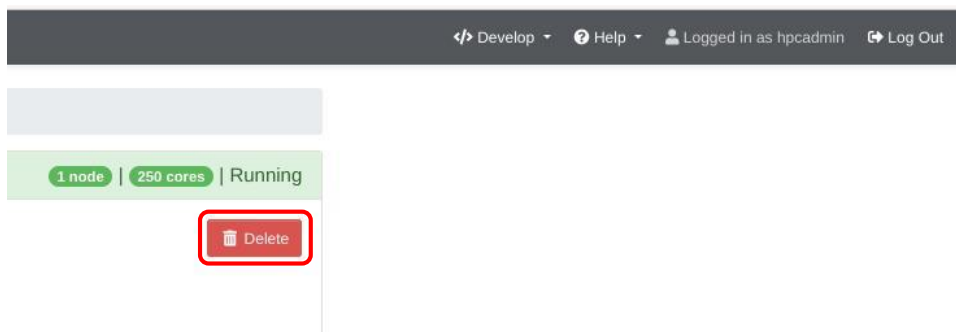 </> Develop Help Logged in as hpcadmin Log Out
1 node | 250 cores | Running
Delete